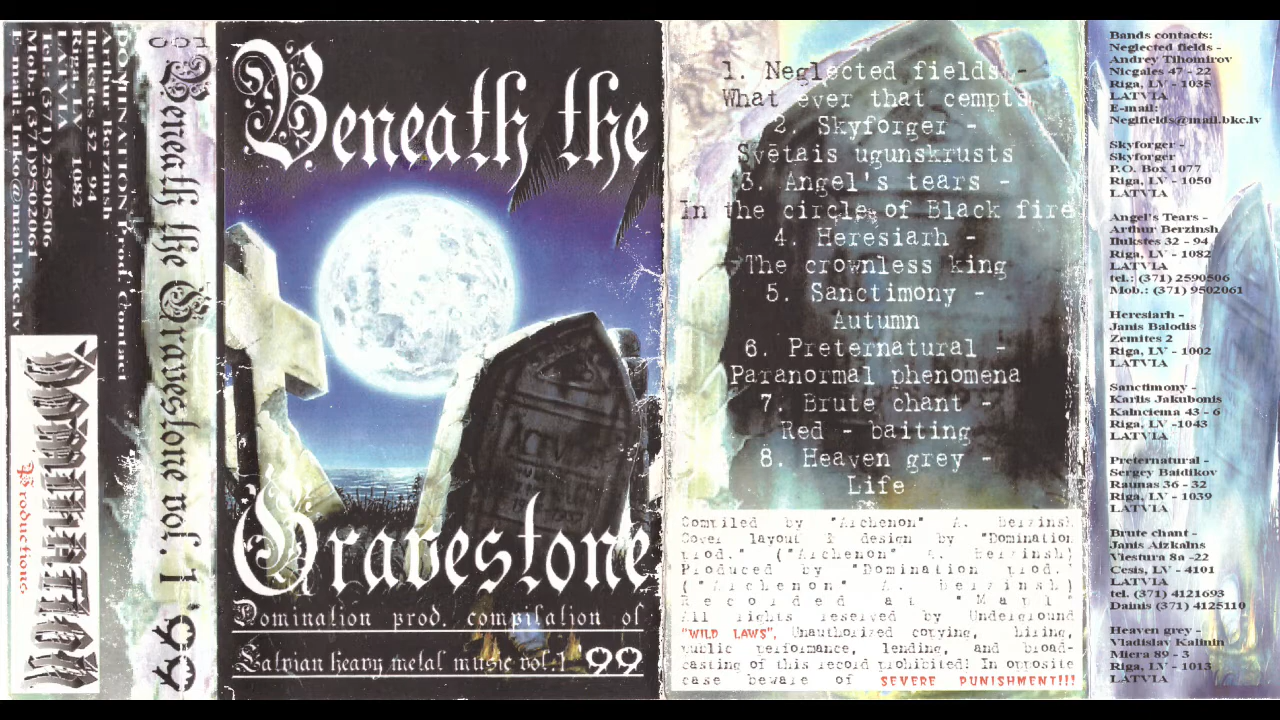 DOMINATION Prod. Contact
Arthur Berzinsh
Ilukstes 32 - 94
Riga, LV 1082
LATVIA
Tel.: (371) 2590506
Mob.: (371)9502061
E-mail: Inko@mail.bkc.lv
DOMINATION
Productions
001
Beneath the Gravestone vol. 1 '99
Beneath the
Gravestone
Domination prod. compilation of
Latvian heavy metal music vol.1 '99
1. Neglected fields -
What ever that cempts
2. Skyforger -
Svētais ugunskrusts
3. Angel's tears -
In the circle of Black fire
4. Heresiarh -
The crownless king
5. Sanctimony -
Autumn
6. Preternatural -
Paranormal phenomena
7. Brute chant -
Red - baiting
8. Heaven grey -
Life
Compiled by "Archenon" A. Berzinsh
Cover layout & design by "Domination
prod." ("Archenon" A. Berzinsh)
Produced by "Domination prod."
("Archenon" A. Berzinsh)
Recorded at
All rights reserved by Underground
"WILD LAWS", Unauthorized copying, hiring,
public performance, lending, and broad-
casting of this record prohibited! In opposite
case beware of SEVERE PUNISHMENT!!!
Bands contacts:
Neglected fields -
Andrey Tihomirov
Nicgales 47 - 22
Riga, LV - 1035
LATVIA
E-mail:
Neglfields@mail.bkc.lv
Skyforger -
Skyforger
P.O. Box 1077
Riga, LV - 1050
LATVIA
Angel's Tears -
Arthur Berzinsh
Ilukstes 32 - 94
Riga, LV - 1082
LATVIA
tel.: (371) 2590506
Mob.: (371) 9502061
Heresiarh -
Janis Balodis
Zemites 2
Riga, LV - 1002
LATVIA
Sanctimony -
Karlis Jakubonis
Kalnciema 43 - 6
Riga, LV -1043
LATVIA
Preternatural -
Sergey Batdikov
Raunas 36 - 32
Riga, LV - 1039
LATVIA
Brute chant -
Janis Aizkalns
Viestura 8a -22
Cesis, LV - 4101
LATVIA
tel. (371) 4121693
Dainis (371) 4125110
Heaven grey -
Vladislav Kalinin
Micra 89 - 3
Riga, LV - 1013
LATVIA